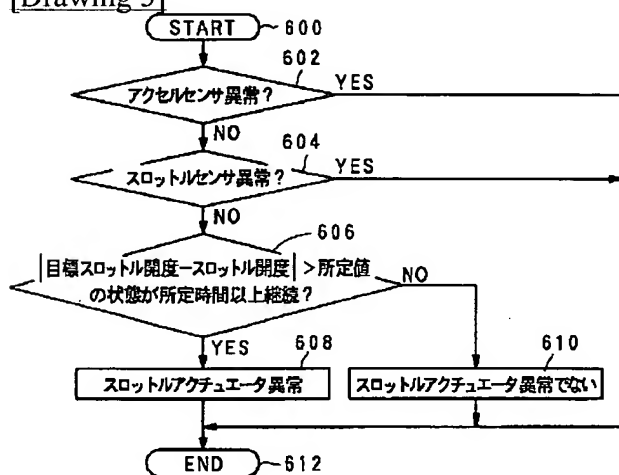 [Drawing 5]
START
600
602
アクセルセンサ異常?
YES
NO
604
スロットルセンサ異常?
YES
NO
606
|目標スロットル開度−スロットル開度|>所定値
の状態が所定時間以上継続?
NO
YES
608
スロットルアクチュエータ異常
610
スロットルアクチュエータ異常でない
END
612